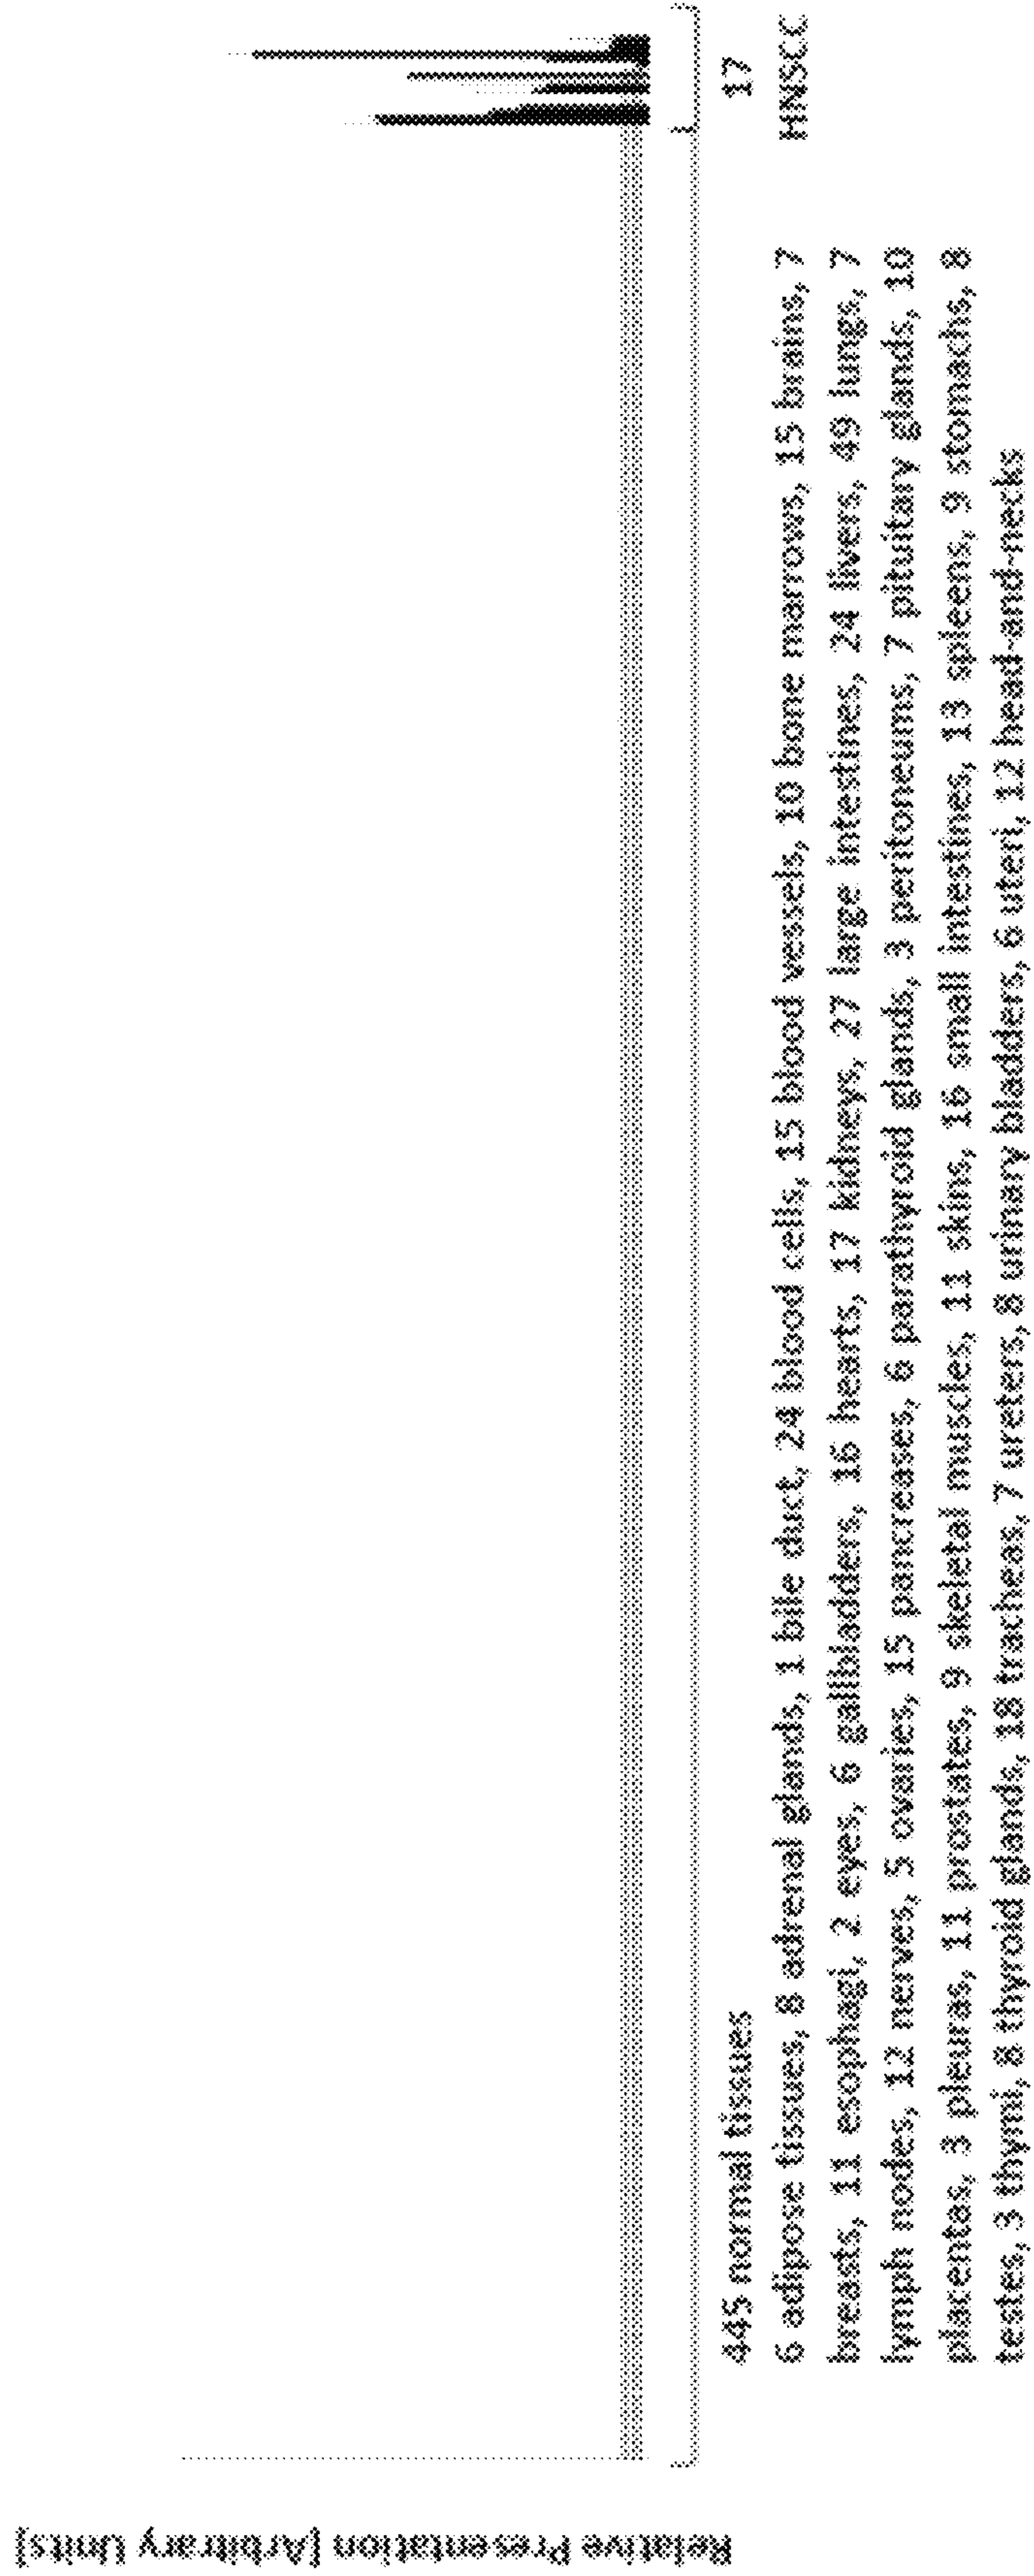 Relative Presentation [Arbitrary Units]
445 normal tissues
17
HNSCC
6 adipose tissues, 8 adrenal glands, 1 bile duct, 24 blood cells, 15 blood vessels, 10 bone marrows, 15 brains, 7
breasts, 11 esophagi, 2 eyes, 6 gallbladders, 16 hearts, 17 kidneys, 27 large intestines, 24 livers, 49 lungs, 7
lymph nodes, 12 nerves, 5 ovaries, 15 pancreases, 6 parathyroid glands, 3 peritoneums, 7 pituitary glands, 10
placentas, 3 pleuras, 11 prostates, 9 skeletal muscles, 11 skins, 16 small intestines, 13 spleens, 9 stomachs, 8
testes, 3 thymi, 8 thyroid glands, 18 tracheas, 7 ureters, 8 urinary bladders, 6 uteri, 12 head-and-necks